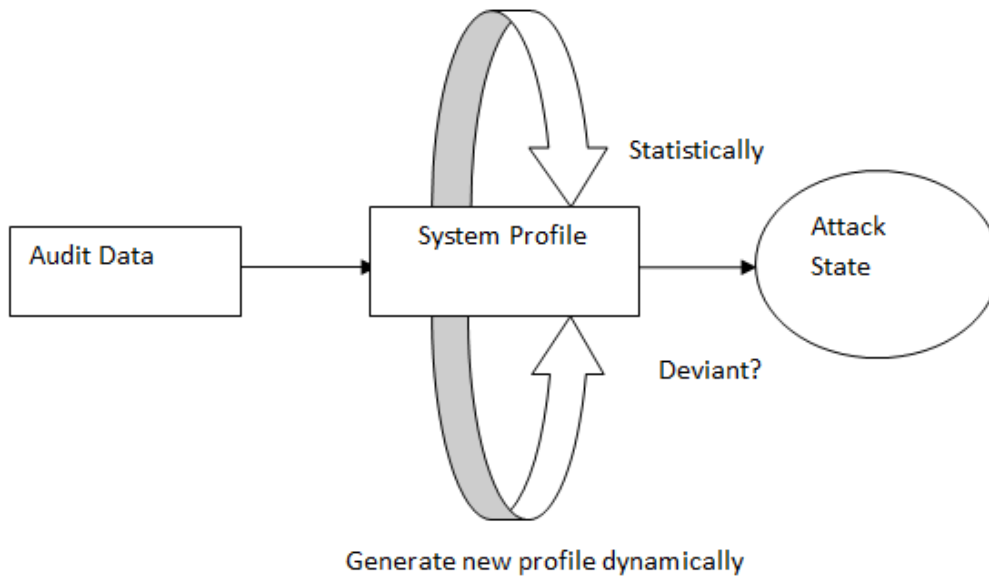 Statistically
Audit Data
System Profile
Attack
State
Deviant?
Generate new profile dynamically